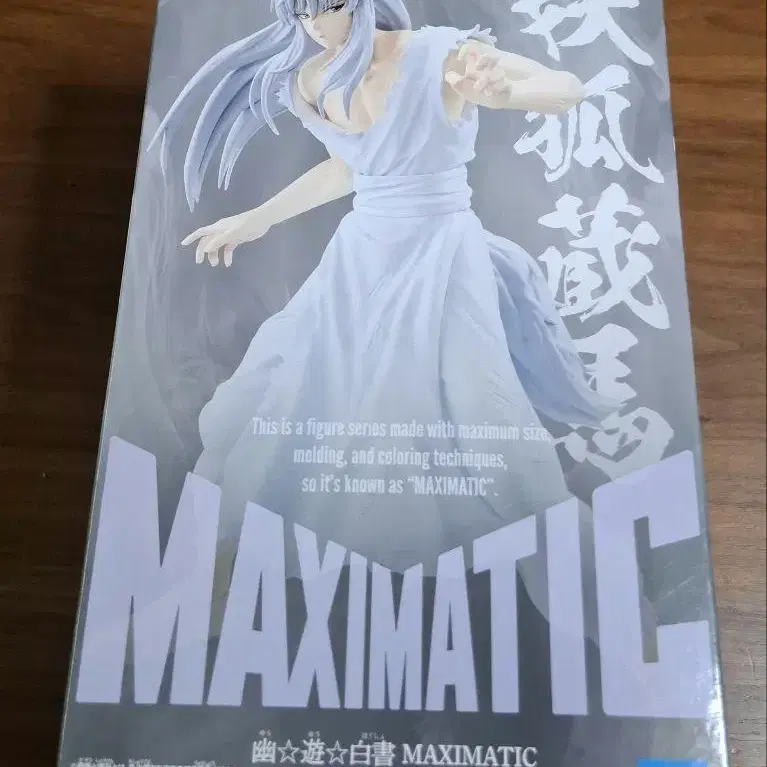 妖狐蔵馬
This is a figure series made with maximum size,
molding, and coloring techniques,
so it's known as "MAXIMATIC".
MAXIMATIC
幽☆遊☆白書 MAXIMATIC